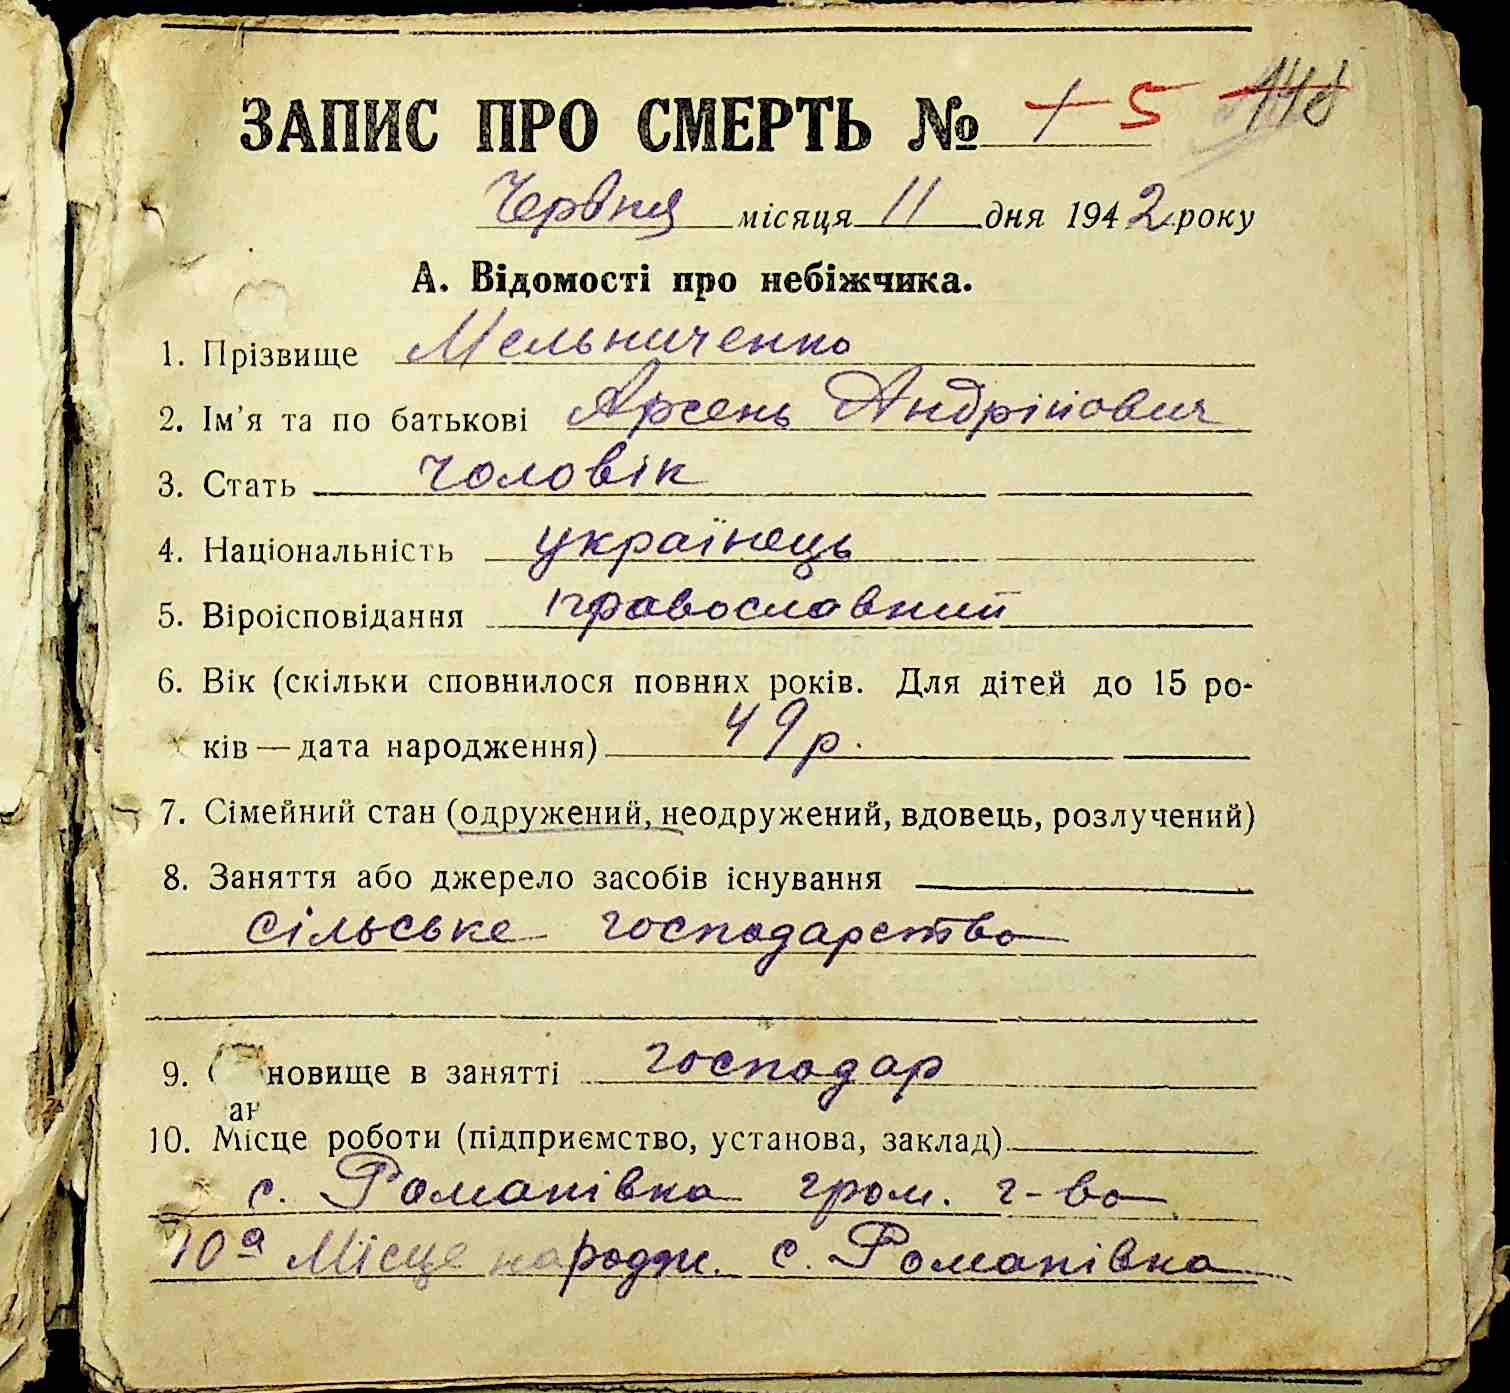 ЗАПИС ПРО СМЕРТЬ № 5
Червня місяця 11 дня 1942 року
А. Відомості про небіжчика.
1. Прізвище Мельниченко
2. Ім'я та по батькові Арсень Андрійович
3. Стать чоловік
4. Національність українець
5. Віроісповідання православний
6. Вік (скільки сповнилося повних років. Для дітей до 15 ро-
ків — дата народження) 49 р.
7. Сімейний стан (одружений, неодружений, вдовець, розлучений)
8. Заняття або джерело засобів існування
сільське господарство
9. новище в занятті господар
10. Місце роботи (підприємство, установа, заклад)
с. Романівка гром. г-во
10а Місце народж. с. Романівка